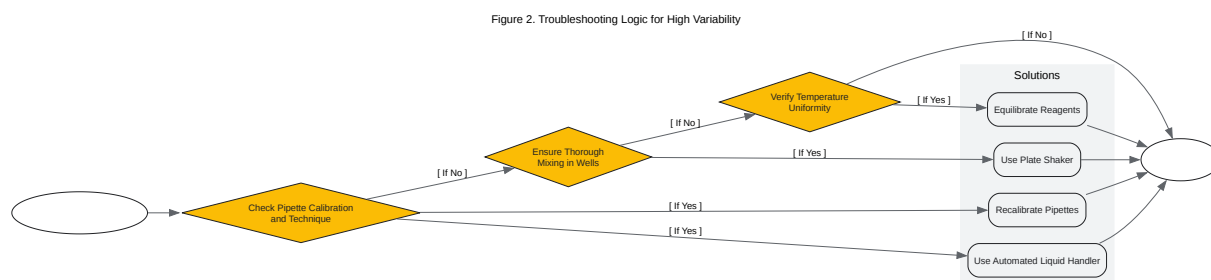 Figure 2. Troubleshooting Logic for High Variability
[ If No ]
Solutions
Verify Temperature
Uniformity
[ If Yes ]
Equilibrate Reagents
[ If No ]
Ensure Thorough
Mixing in Wells
[ If Yes ]
Use Plate Shaker
[ If No ]
Check Pipette Calibration
and Technique
[ If Yes ]
Recalibrate Pipettes
[ If Yes ]
Use Automated Liquid Handler